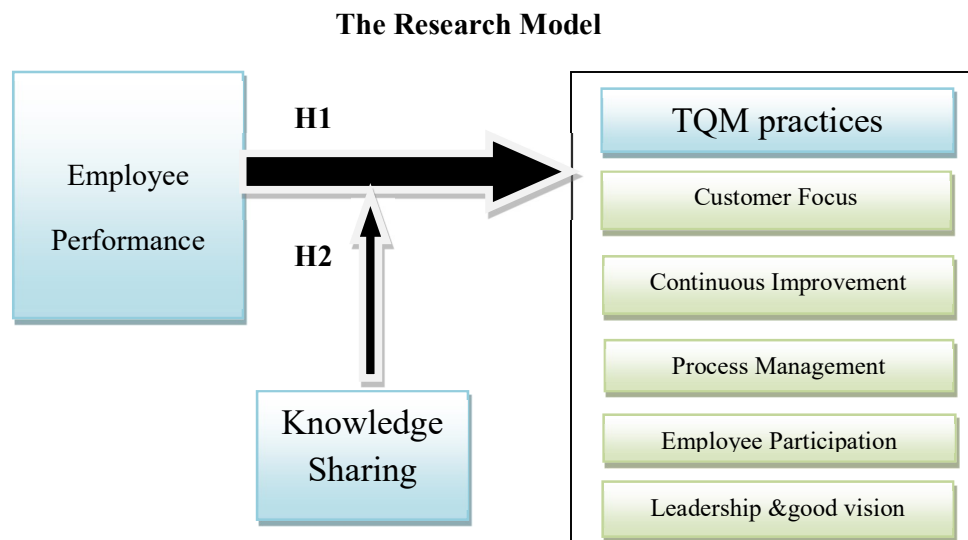 The Research Model
H1
Employee
Performance
H2
Knowledge
Sharing
TQM practices
Customer Focus
Continuous Improvement
Process Management
Employee Participation
Leadership &good vision